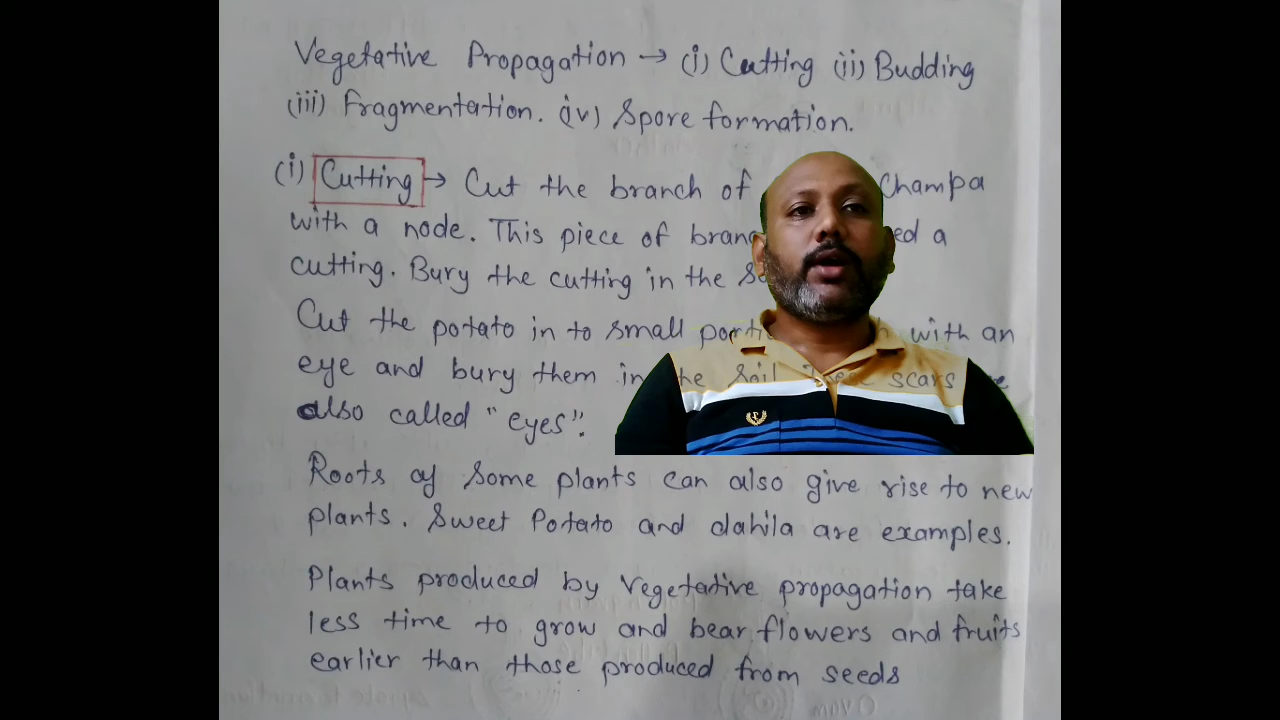 Vegetative Propagation → (i) Cutting (ii) Budding
(iii) Fragmentation. (iv) Spore formation.
(i) Cutting → Cut the branch of Champa
with a node. This piece of a
cutting. Bury the cutting in the
Cut the potato in to small with an
eye and bury them in soil scars
also called "eyes".
Roots of some plants can also give rise to new
plants. Sweet Potato and dahila are examples.
Plants produced by Vegetative propagation take
less time to grow and bear flowers and fruits
earlier than those produced from seeds